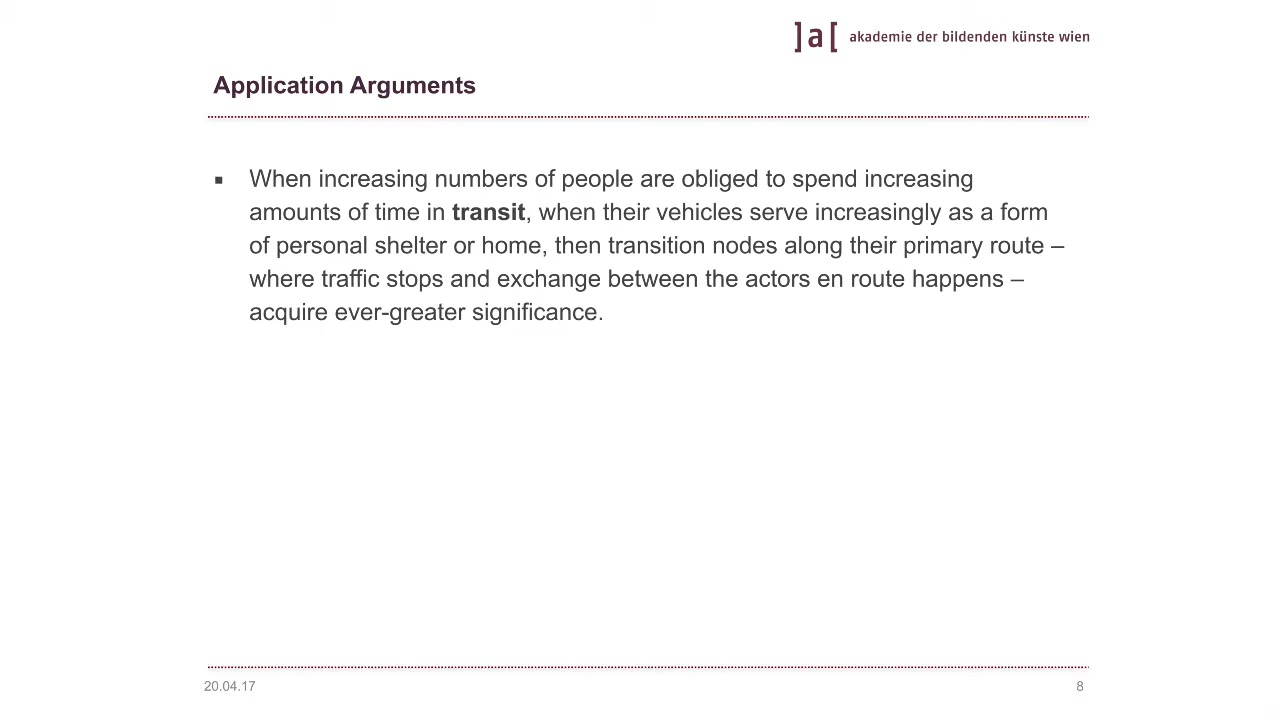 ]a[ akademie der bildenden künste wien
Application Arguments
▪ When increasing numbers of people are obliged to spend increasing
amounts of time in transit, when their vehicles serve increasingly as a form
of personal shelter or home, then transition nodes along their primary route –
where traffic stops and exchange between the actors en route happens –
acquire ever-greater significance.
20.04.17 8